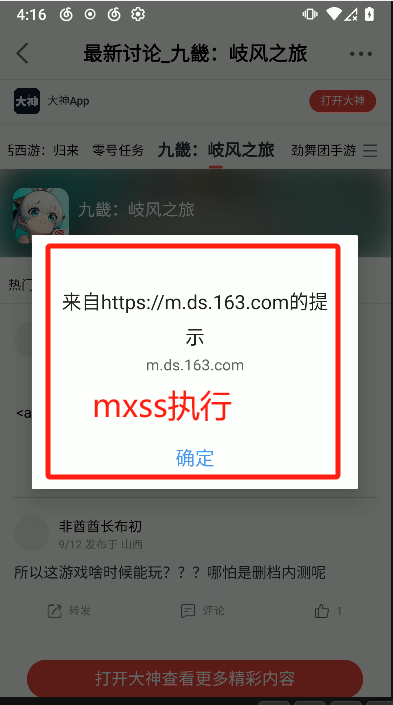 4:16
最新讨论_九畿：岐风之旅
大神
大神App
打开大神
西游：归来
零号任务
九畿：岐风之旅
劲舞团手游
九畿：岐风之旅
热门
来自https://m.ds.163.com的提
示
m.ds.163.com
mxss执行
<a
确定
非酋酋长布初
9/12 发布于 山西
所以这游戏啥时候能玩？？？哪怕是删档内测呢
转发
评论
1
打开大神查看更多精彩内容